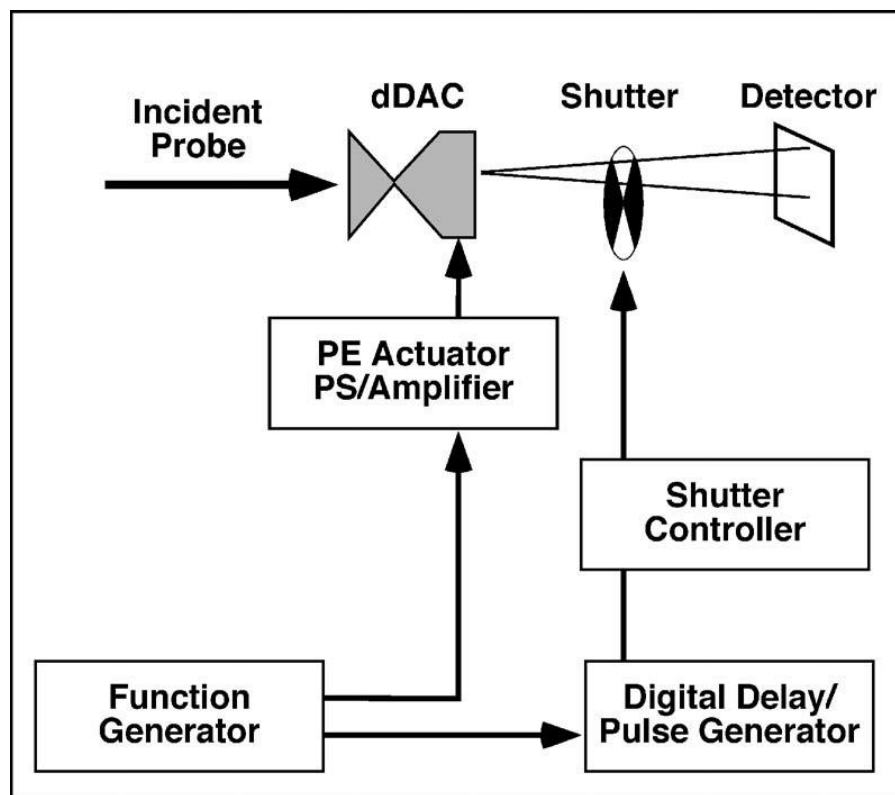 Incident
Probe
dDAC
Shutter
Detector
PE Actuator
PS/Amplifier
Shutter
Controller
Function
Generator
Digital Delay/
Pulse Generator